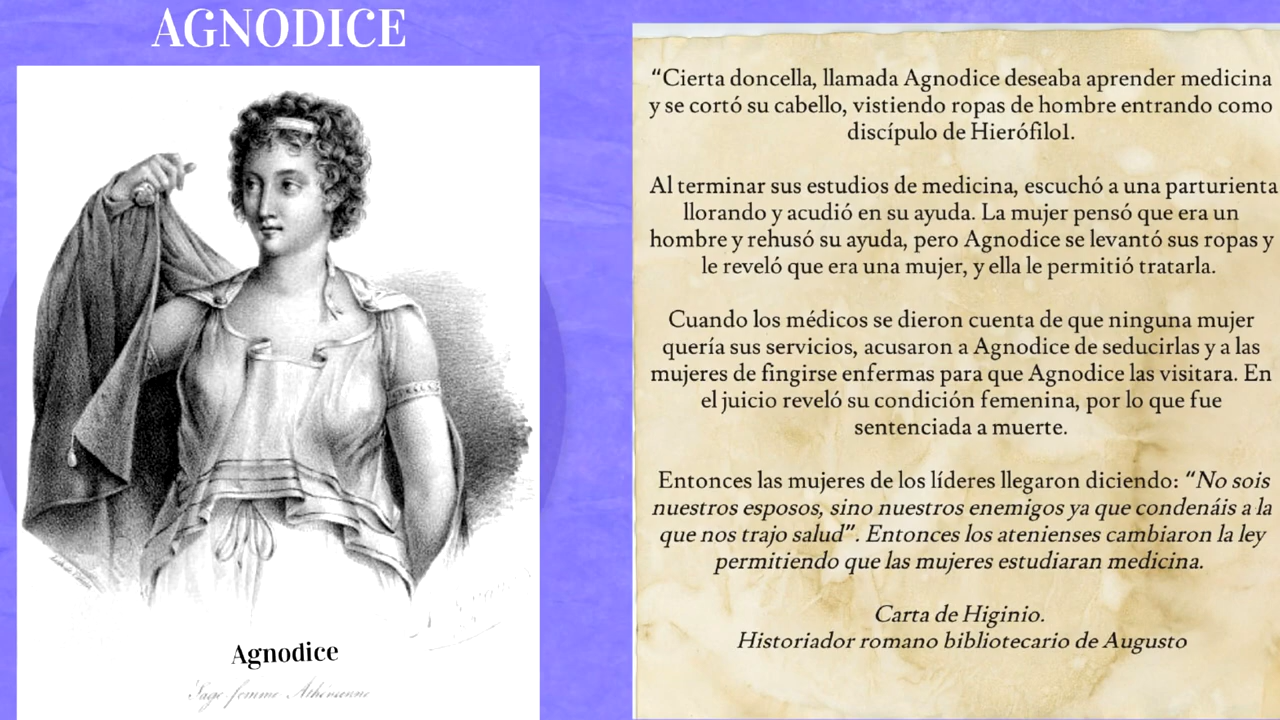 AGNODICE
“Cierta doncella, llamada Agnodice deseaba aprender medicina
y se cortó su cabello, vistiendo ropas de hombre entrando como
discípulo de Hierófilo1.
Al terminar sus estudios de medicina, escuchó a una parturienta
llorando y acudió en su ayuda. La mujer pensó que era un
hombre y rehusó su ayuda, pero Agnodice se levantó sus ropas y
le reveló que era una mujer, y ella le permitió tratarla.
Cuando los médicos se dieron cuenta de que ninguna mujer
quería sus servicios, acusaron a Agnodice de seducirlas y a las
mujeres de fingirse enfermas para que Agnodice las visitara. En
el juicio reveló su condición femenina, por lo que fue
sentenciada a muerte.
Entonces las mujeres de los líderes llegaron diciendo: “No sois
nuestros esposos, sino nuestros enemigos ya que condenáis a la
que nos trajo salud”. Entonces los atenienses cambiaron la ley
permitiendo que las mujeres estudiaran medicina.
Carta de Higinio.
Historiador romano bibliotecario de Augusto
Agnodice
Sage-femme Athénienne